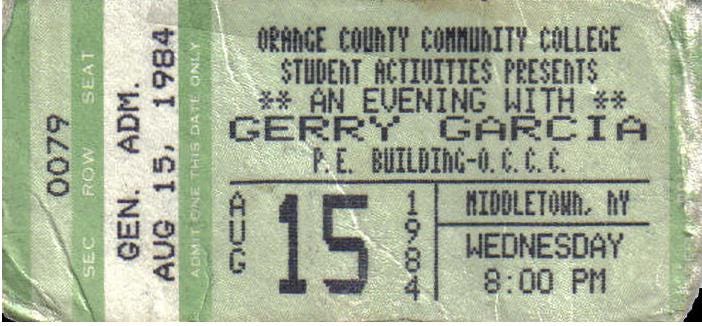 0079
SEC ROW SEAT
GEN. ADM.
AUG 15, 1984
ADMIT ONE THIS DATE ONLY
ORANGE COUNTY COMMUNITY COLLEGE
STUDENT ACTIVITIES PRESENTS
** AN EVENING WITH **
GERRY GARCIA
P.E. BUILDING-O.C.C.C.
AUG 15 1984
MIDDLETOWN, NY
WEDNESDAY
8:00 PM